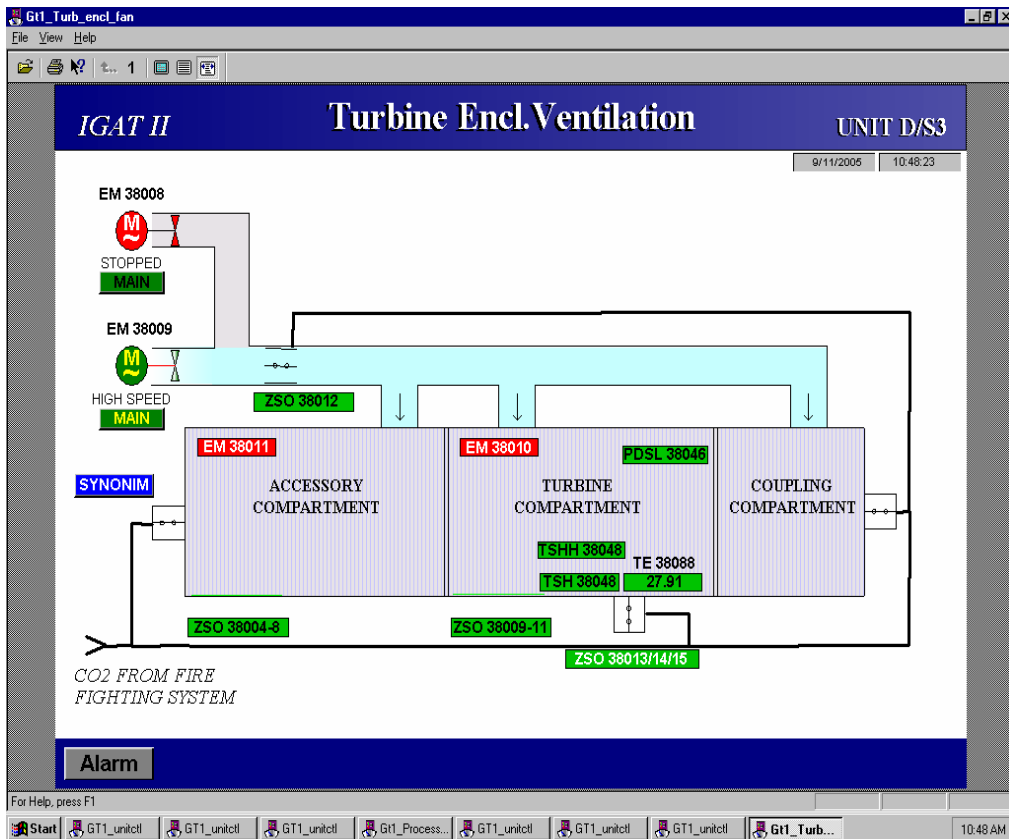 Gt1_Turb_encl_fan
File View Help
1
IGAT II
Turbine Encl.Ventilation
UNIT D/S3
9/11/2005
10:48:23
EM 38008
M
STOPPED
MAIN
EM 38009
M
HIGH SPEED
MAIN
ZSO 38012
EM 38011
EM 38010
PDSL 38046
SYNONIM
ACCESSORY
COMPARTMENT
TURBINE
COMPARTMENT
COUPLING
COMPARTMENT
TSHH 38048
TE 38088
TSH 38048
27.91
ZSO 38004-8
ZSO 38009-11
ZSO 38013/14/15
CO2 FROM FIRE
FIGHTING SYSTEM
Alarm
For Help, press F1
Start
GT1_unitctl
GT1_unitctl
GT1_unitctl
Gt1_Process...
GT1_unitctl
GT1_unitctl
GT1_unitctl
Gt1_Turb...
10:48 AM